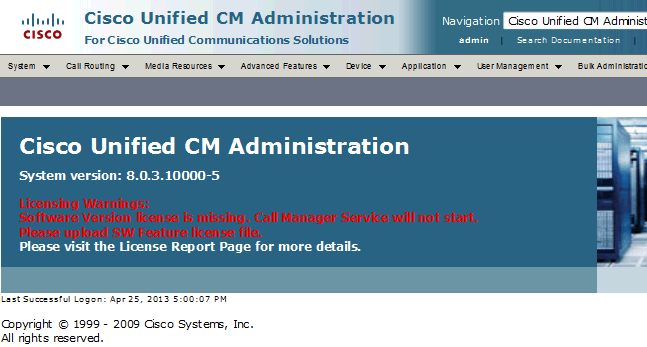 Cisco Unified CM Administration
Navigation Cisco Unified CM Administ
CISCO
For Cisco Unified Communications Solutions
admin | Search Documentation |
System Call Routing Media Resources Advanced Features Device Application User Management Bulk Administratio
Cisco Unified CM Administration
System version: 8.0.3.10000-5
Licensing Warnings:
Software Version license is missing. Call Manager Service will not start.
Please upload SW Feature license file.
Please visit the License Report Page for more details.
Last Successful Logon: Apr 25, 2013 5:00:07 PM
Copyright © 1999 - 2009 Cisco Systems, Inc.
All rights reserved.